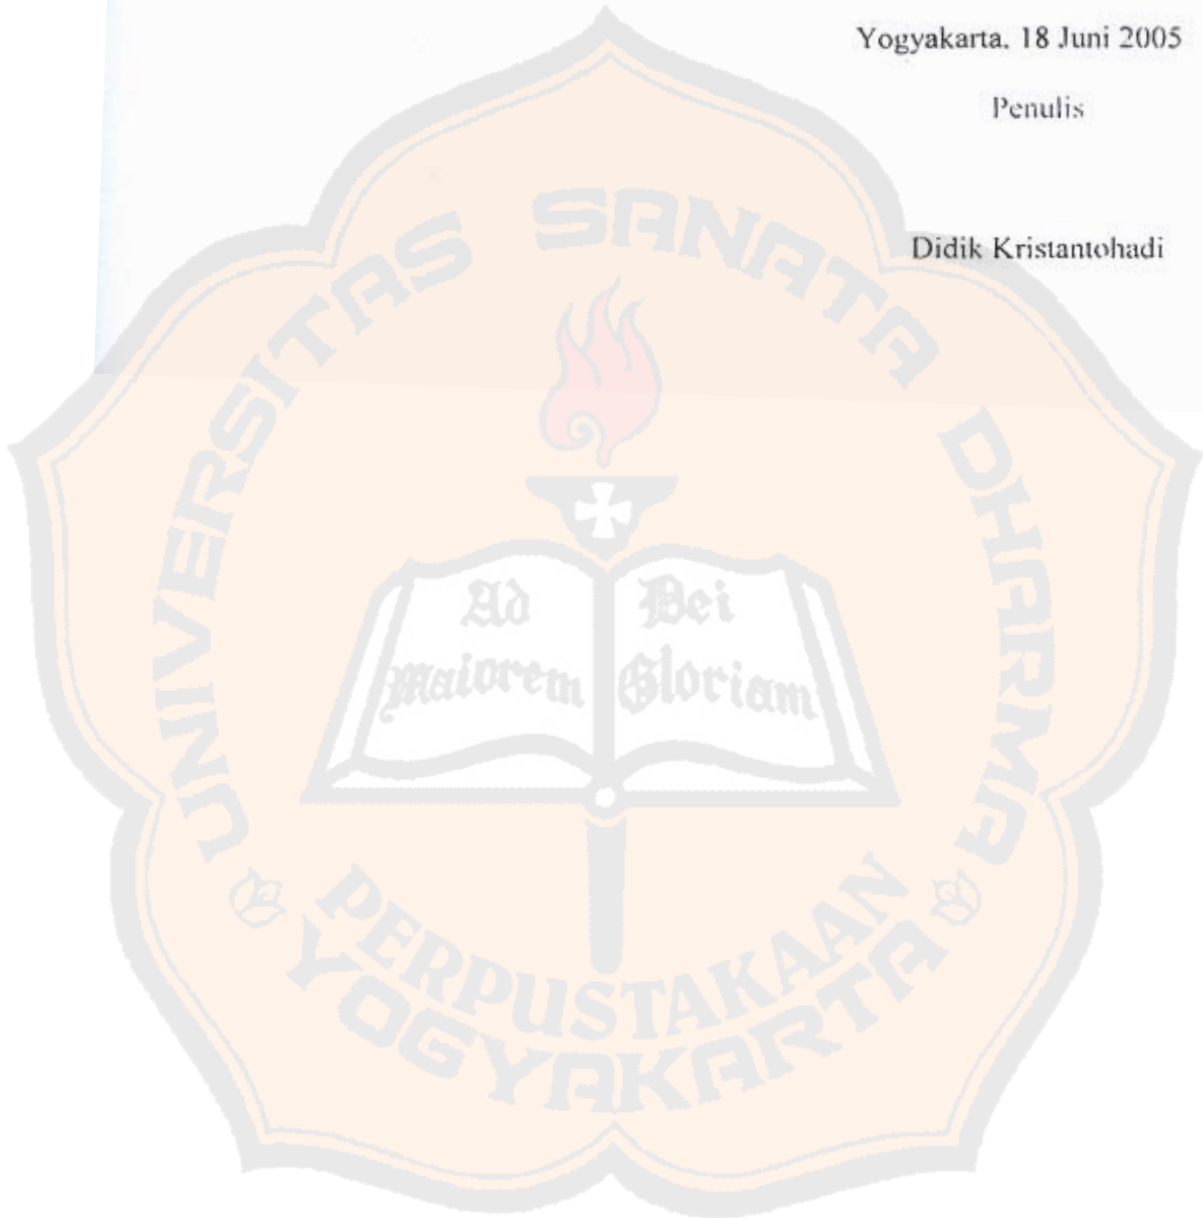 Yogyakarta. 18 Juni 2005
Penulis
Didik Kristantohadi
UNIVERSITAS SANATA DHARMA
Ad Dei
Maiorem Gloriam
PERPUSTAKAAN
YOGYAKARTA